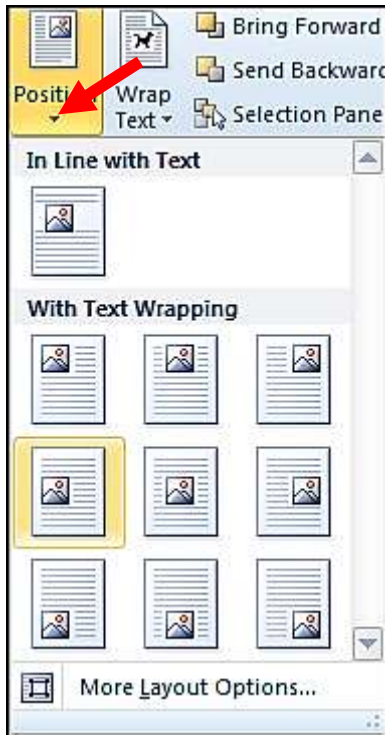 Bring Forward
Send Backward
Wrap
Text
Selection Pane
In Line with Text
With Text Wrapping
More Layout Options...